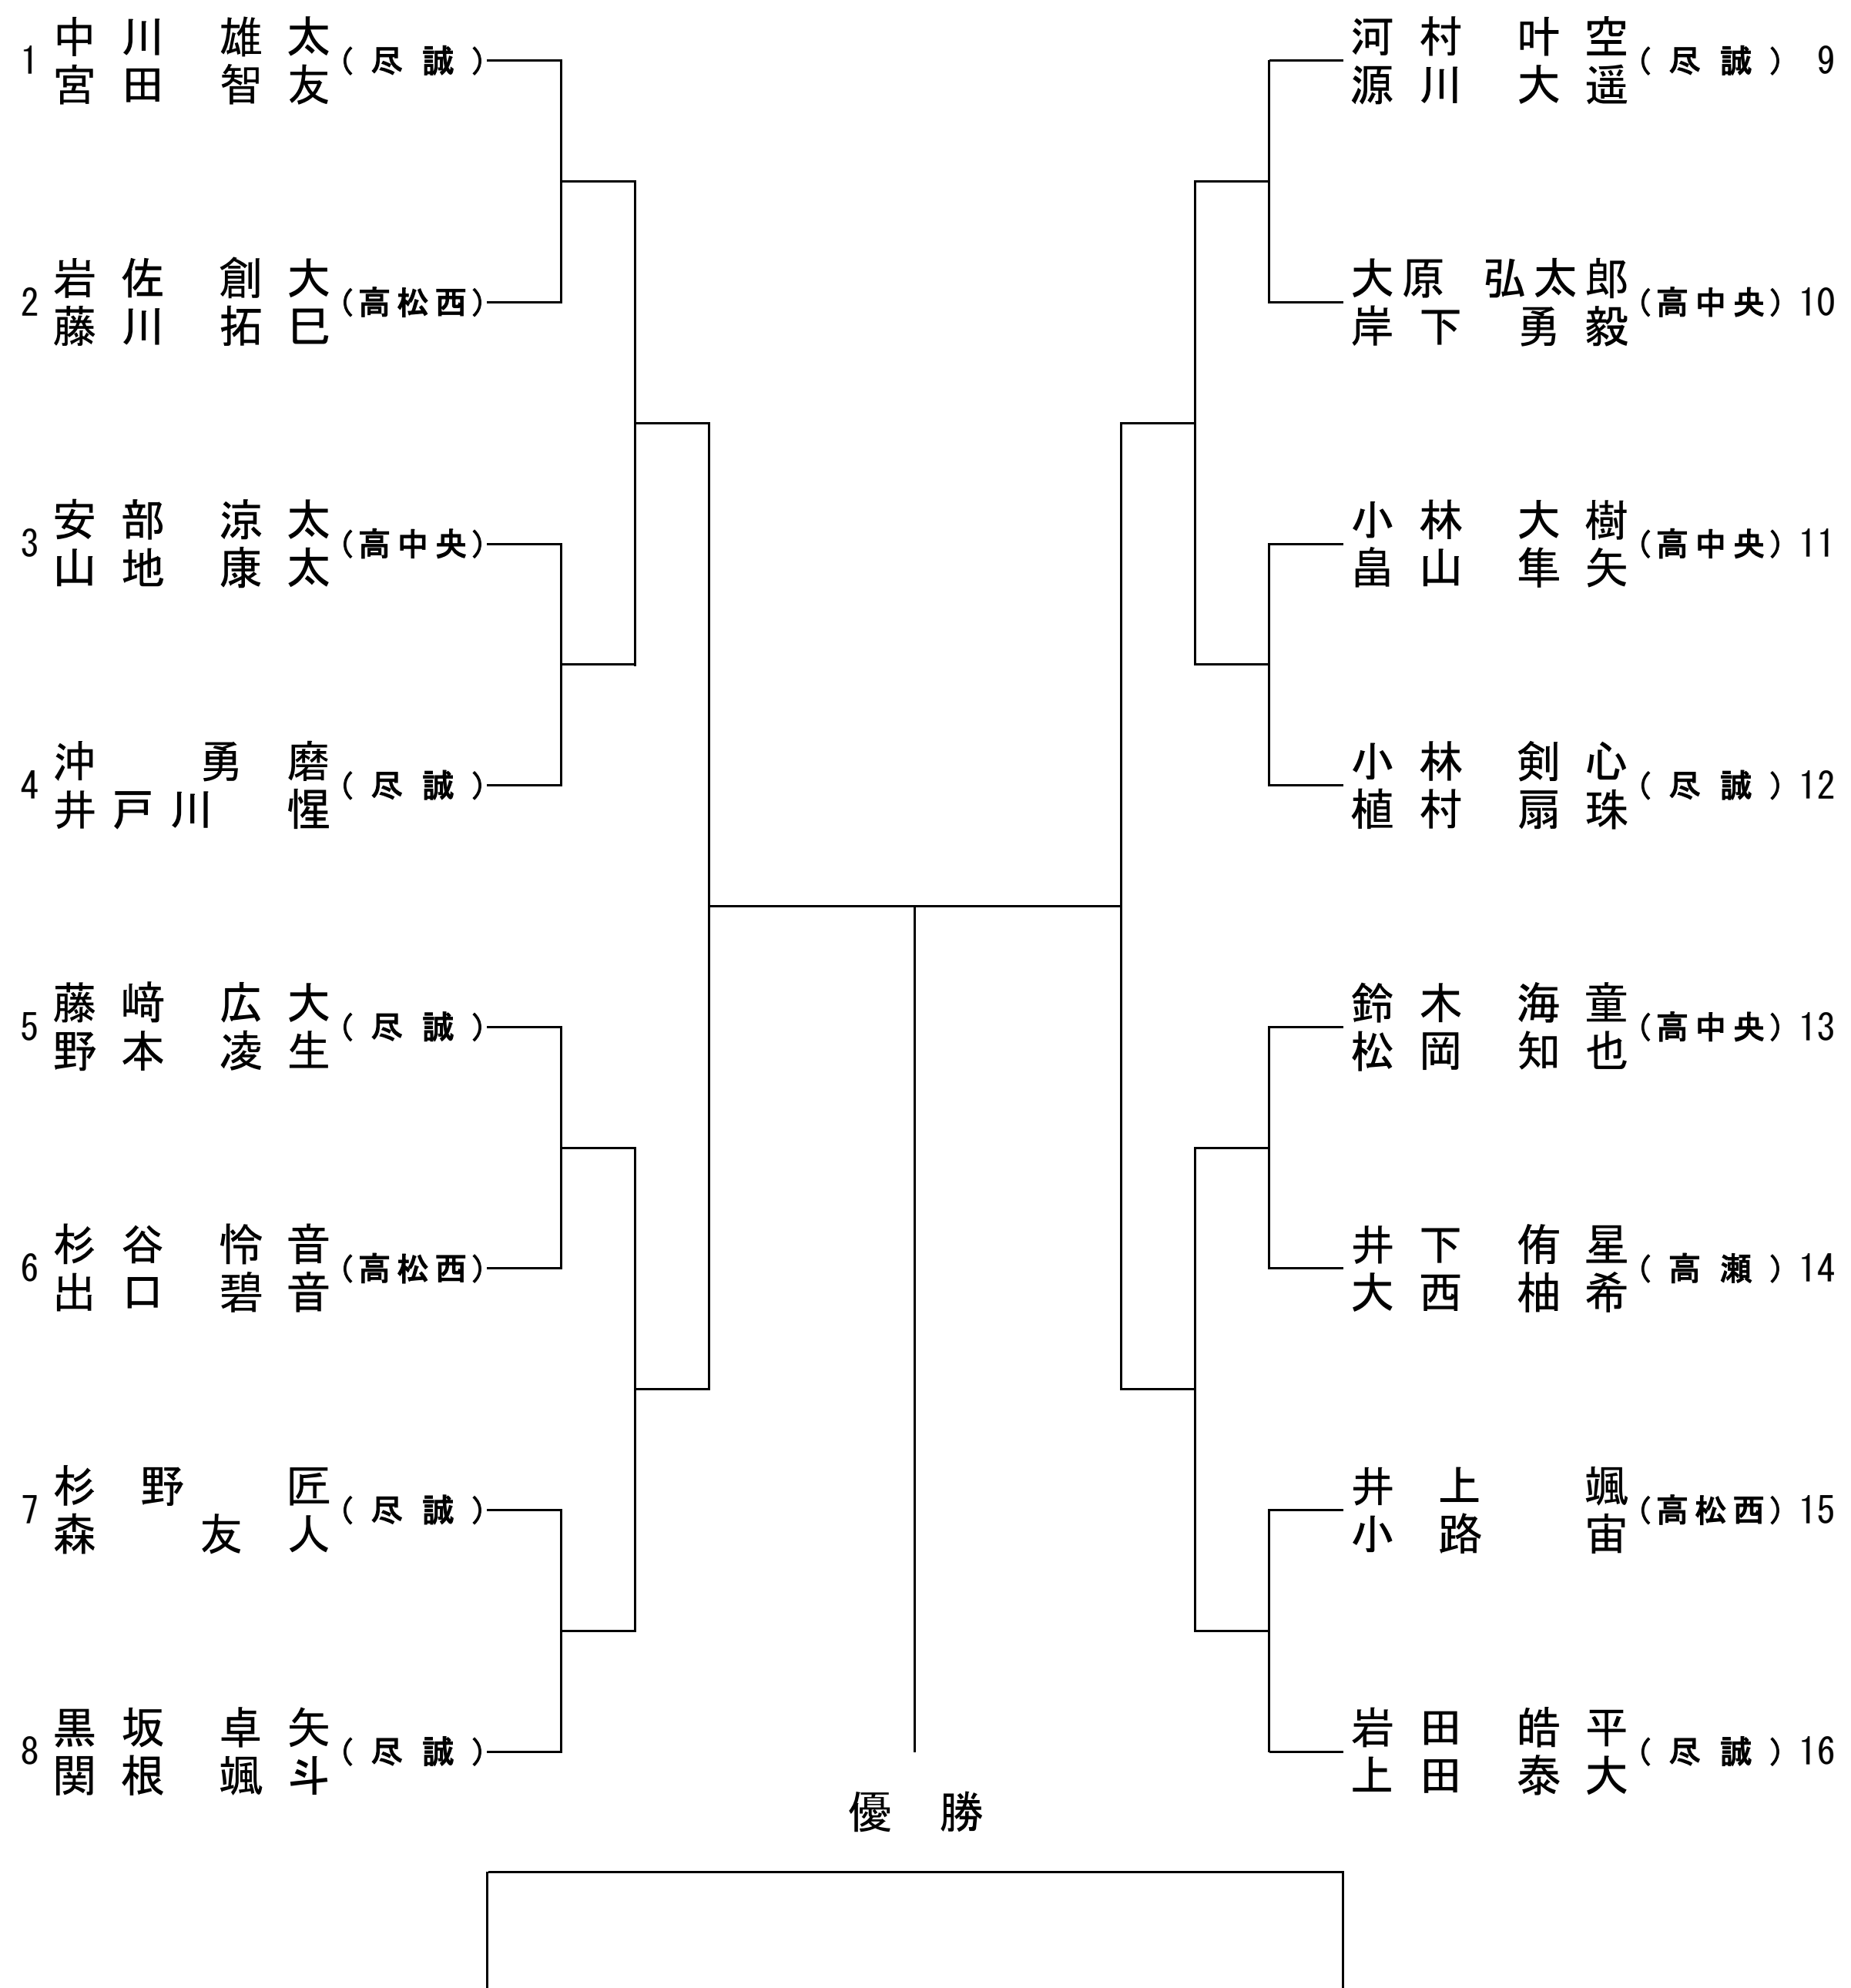 1 中川 雄太 (尽誠)
宮田 智友
2 岩佐 創大 (高松西)
藤川 拓巳
3 安部 涼太 (高中央)
山地 康太
4 沖 勇磨 (尽誠)
井戸川 惺
5 藤﨑 広大 (尽誠)
野本 凌生
6 杉谷 怜音 (高松西)
出口 碧音
7 杉野 匠 (尽誠)
森 友人
8 黒坂 卓矢 (尽誠)
関根 颯斗
河村 叶空 (尽誠) 9
源川 大遥
大原 弘太郎 (高中央) 10
岸下 勇毅
小林 大樹 (高中央) 11
畠山 隼矢
小林 剣心 (尽誠) 12
植村 扇珠
鈴木 海童 (高中央) 13
松岡 知也
井下 侑星 (高瀬) 14
大西 柚希
井上 颯 (高松西) 15
小路 宙
岩田 皓平 (尽誠) 16
上田 泰大
優勝